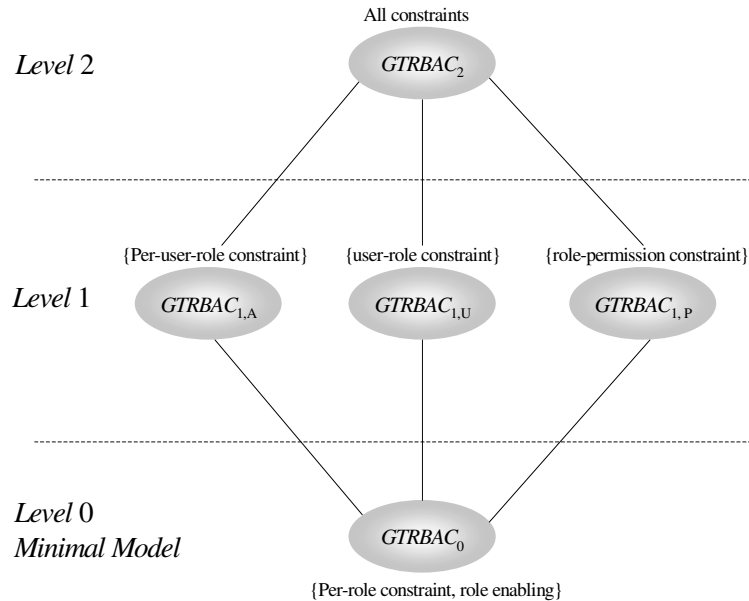 All constraints
Level 2
GTRBAC2
{Per-user-role constraint} {user-role constraint} {role-permission constraint}
Level 1
GTRBAC1,A GTRBAC1,U GTRBAC1, P
Level 0
Minimal Model
GTRBAC0
{Per-role constraint, role enabling}